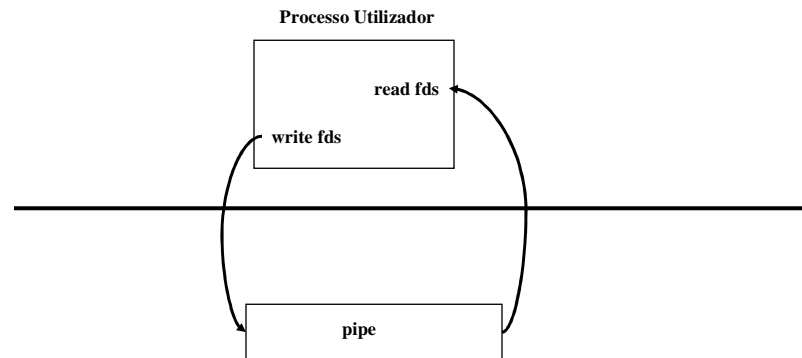 Processo Utilizador
read fds
write fds
pipe